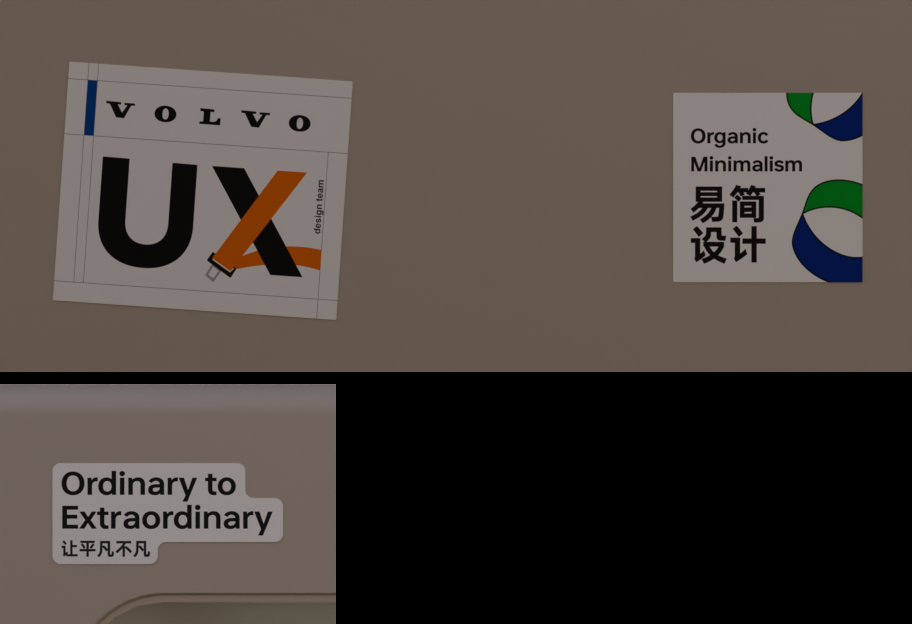 VOLVO
UX
design team
Organic
Minimalism
易简
设计
Ordinary to
Extraordinary
让平凡不凡